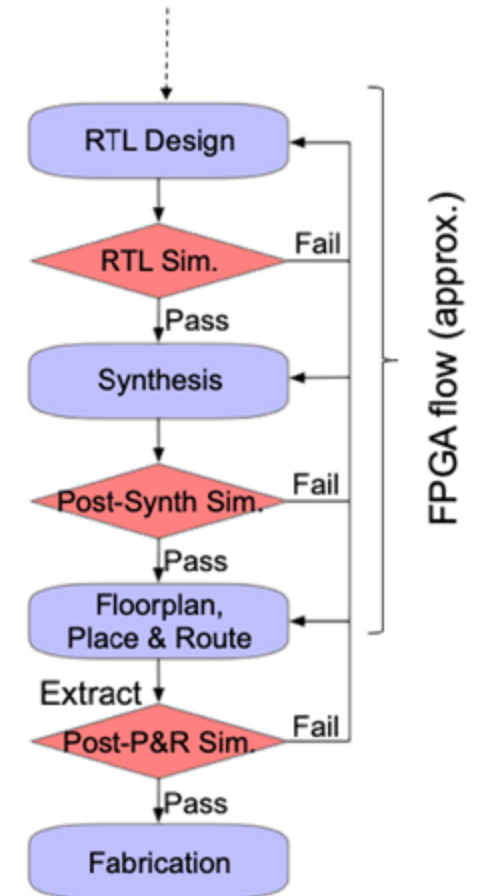 RTL Design
RTL Sim.
Fail
Pass
Synthesis
Post-Synth Sim.
Fail
Pass
Floorplan,
Place & Route
Extract
Post-P&R Sim.
Fail
Pass
Fabrication
FPGA flow (approx.)